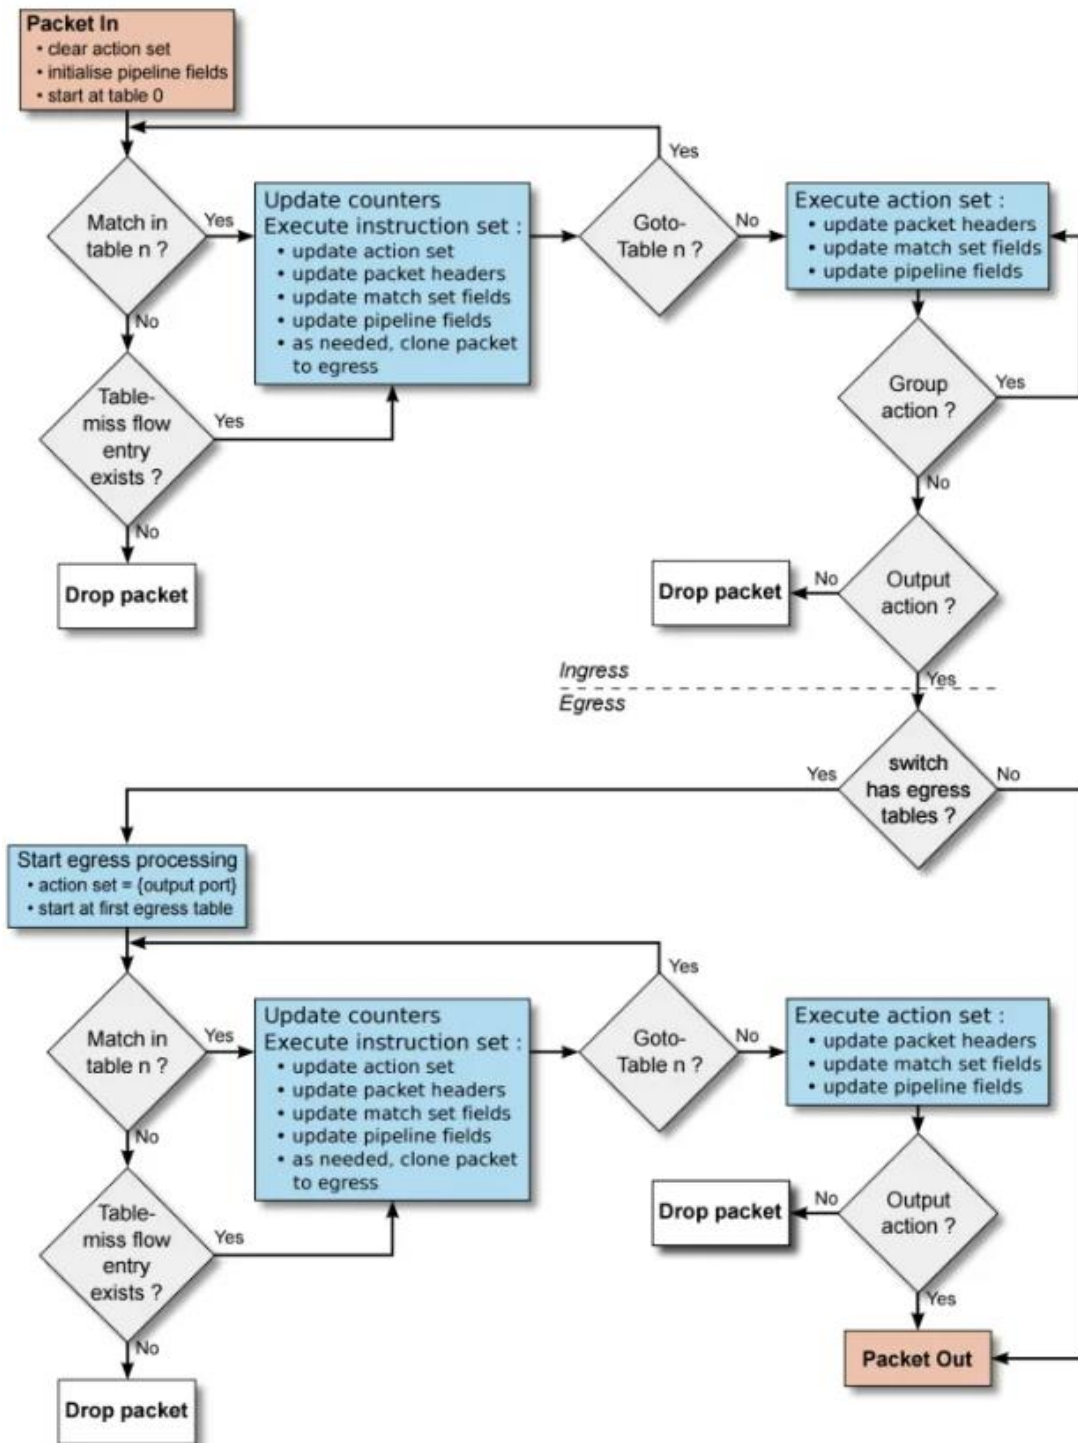 Packet In
• clear action set
• initialise pipeline fields
• start at table 0
Yes
Match in
table n ?
Yes
Update counters
Execute instruction set :
• update action set
• update packet headers
• update match set fields
• update pipeline fields
• as needed, clone packet
to egress
Goto-
Table n ?
No
Execute action set :
• update packet headers
• update match set fields
• update pipeline fields
No
Table-
miss flow
entry
exists ?
Yes
Group
action ?
Yes
No
No
Drop packet
Drop packet
No
Output
action ?
Ingress
Yes
Egress
Yes
switch
has egress
tables ?
No
Start egress processing
• action set = {output port}
• start at first egress table
Yes
Match in
table n ?
Yes
Update counters
Execute instruction set :
• update action set
• update packet headers
• update match set fields
• update pipeline fields
• as needed, clone packet
to egress
Goto-
Table n ?
No
Execute action set :
• update packet headers
• update match set fields
• update pipeline fields
No
Table-
miss flow
entry
exists ?
Yes
Drop packet
No
Output
action ?
Yes
No
Packet Out
Drop packet